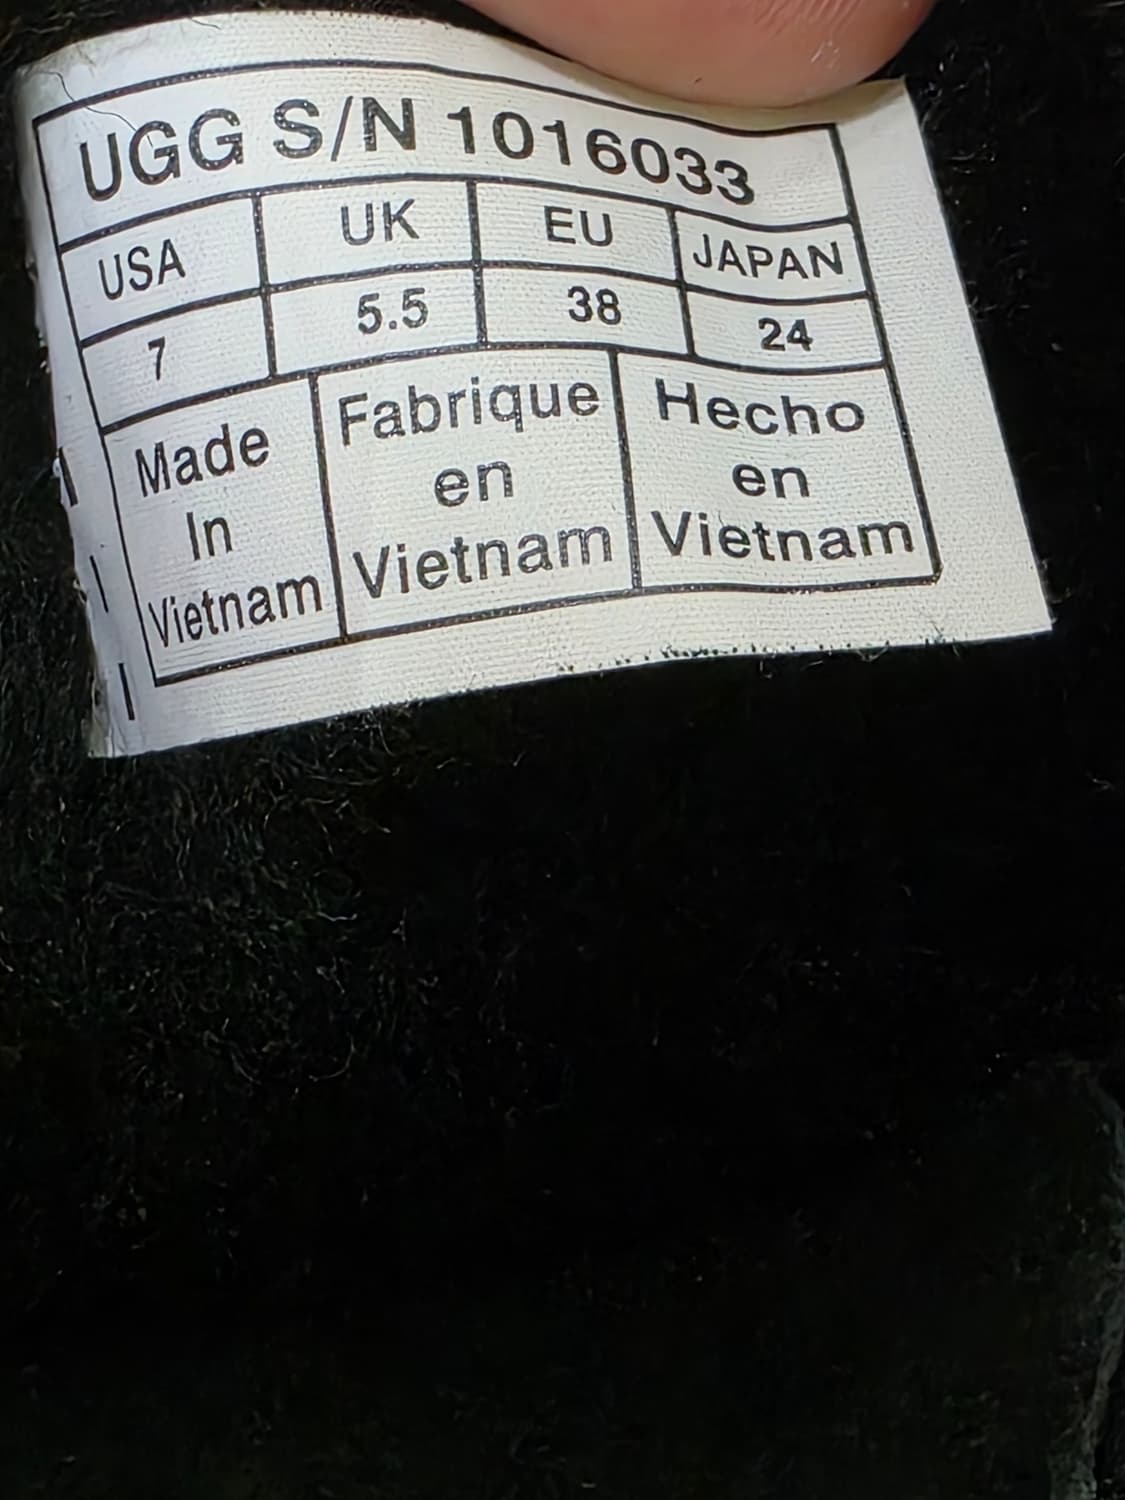 UGG S/N 1016033
USA UK EU JAPAN
7 5.5 38 24
Made
In
Vietnam
Fabrique
en
Vietnam
Hecho
en
Vietnam